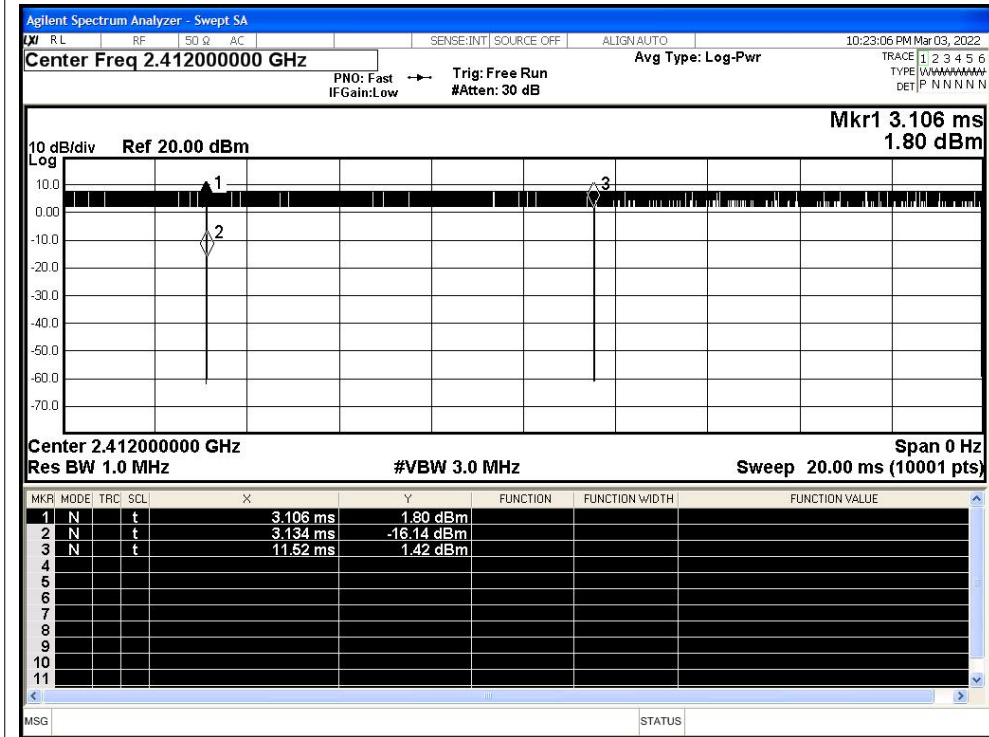 Agilent Spectrum Analyzer - Swept SA
LXI RL RF 50 Ω AC SENSE:INT SOURCE OFF ALIGN AUTO 10:23:06 PM Mar 03, 2022
Center Freq 2.412000000 GHz Avg Type: Log-Pwr TRACE 1 2 3 4 5 6
PNO: Fast Trig: Free Run TYPE
IFGain:Low #Atten: 30 dB DET P N N N N N
Mkr1 3.106 ms
10 dB/div Ref 20.00 dBm 1.80 dBm
Log
10.0 1 3
0.00
-10.0 2
-20.0
-30.0
-40.0
-50.0
-60.0
-70.0
Center 2.412000000 GHz Span 0 Hz
Res BW 1.0 MHz #VBW 3.0 MHz Sweep 20.00 ms (10001 pts)
MKR MODE TRC SCL X Y FUNCTION FUNCTION WIDTH FUNCTION VALUE
1 N t 3.106 ms 1.80 dBm
2 N t 3.134 ms -16.14 dBm
3 N t 11.52 ms 1.42 dBm
4
5
6
7
8
9
10
11
MSG STATUS